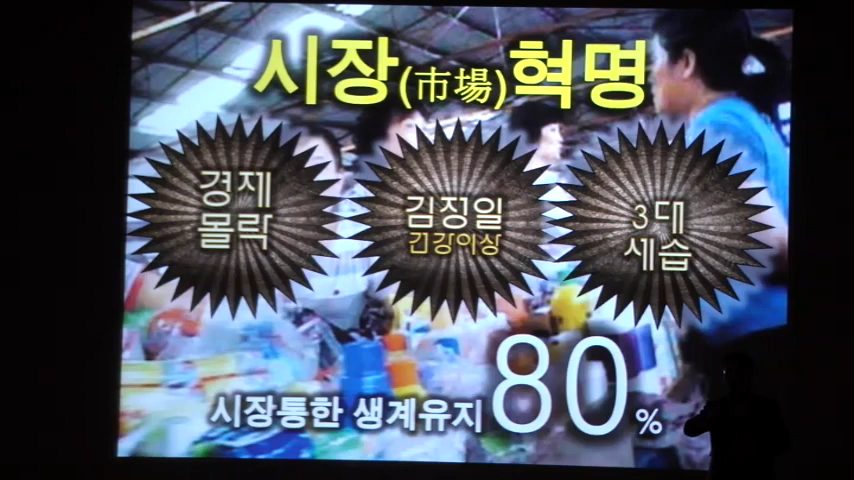 시장(市場)혁명
경제
몰락
김정일
건강이상
3대
세습
시장통한 생계유지 80%